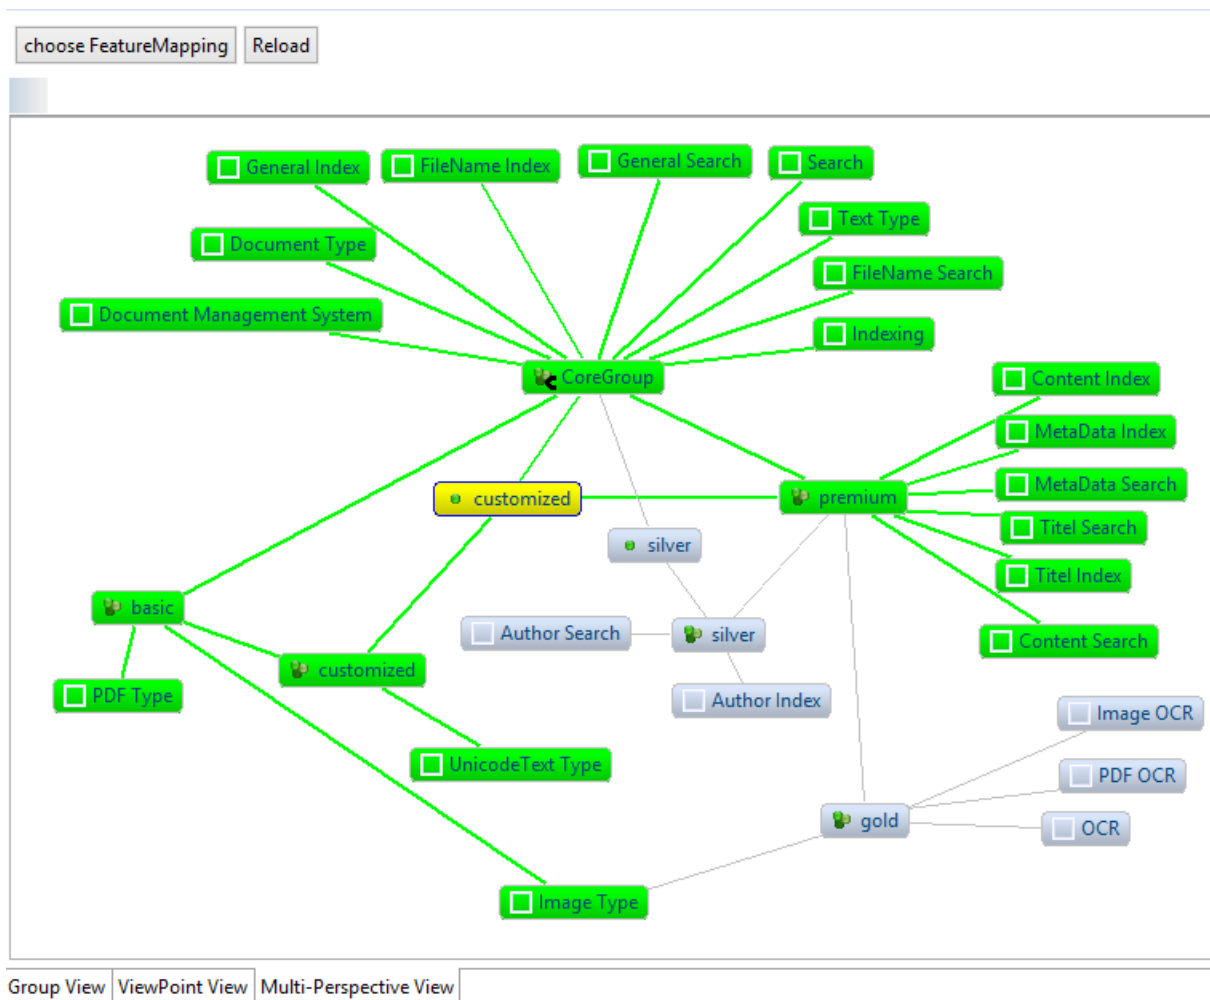 choose FeatureMapping
Reload
General Index
FileName Index
General Search
Search
Document Type
Text Type
FileName Search
Document Management System
Indexing
CoreGroup
Content Index
MetaData Index
MetaData Search
customized
premium
Titel Search
silver
Titel Index
basic
Author Search
silver
Content Search
customized
PDF Type
Author Index
Image OCR
UnicodeText Type
PDF OCR
gold
OCR
Image Type
Group View
ViewPoint View
Multi-Perspective View